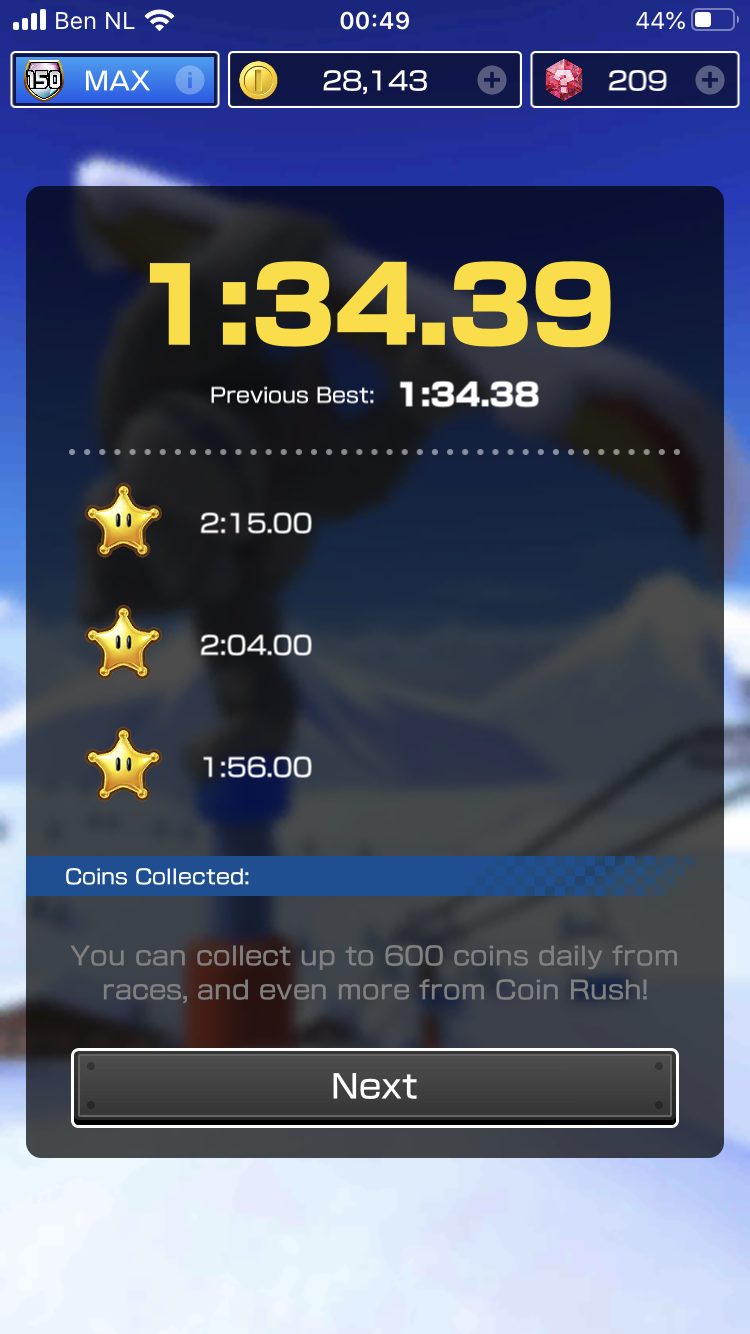 Ben NL 00:49 44%
150 MAX i 28,143 + ? 209 +
1:34.39
Previous Best: 1:34.38
2:15.00
2:04.00
1:56.00
Coins Collected:
You can collect up to 600 coins daily from
races, and even more from Coin Rush!
Next